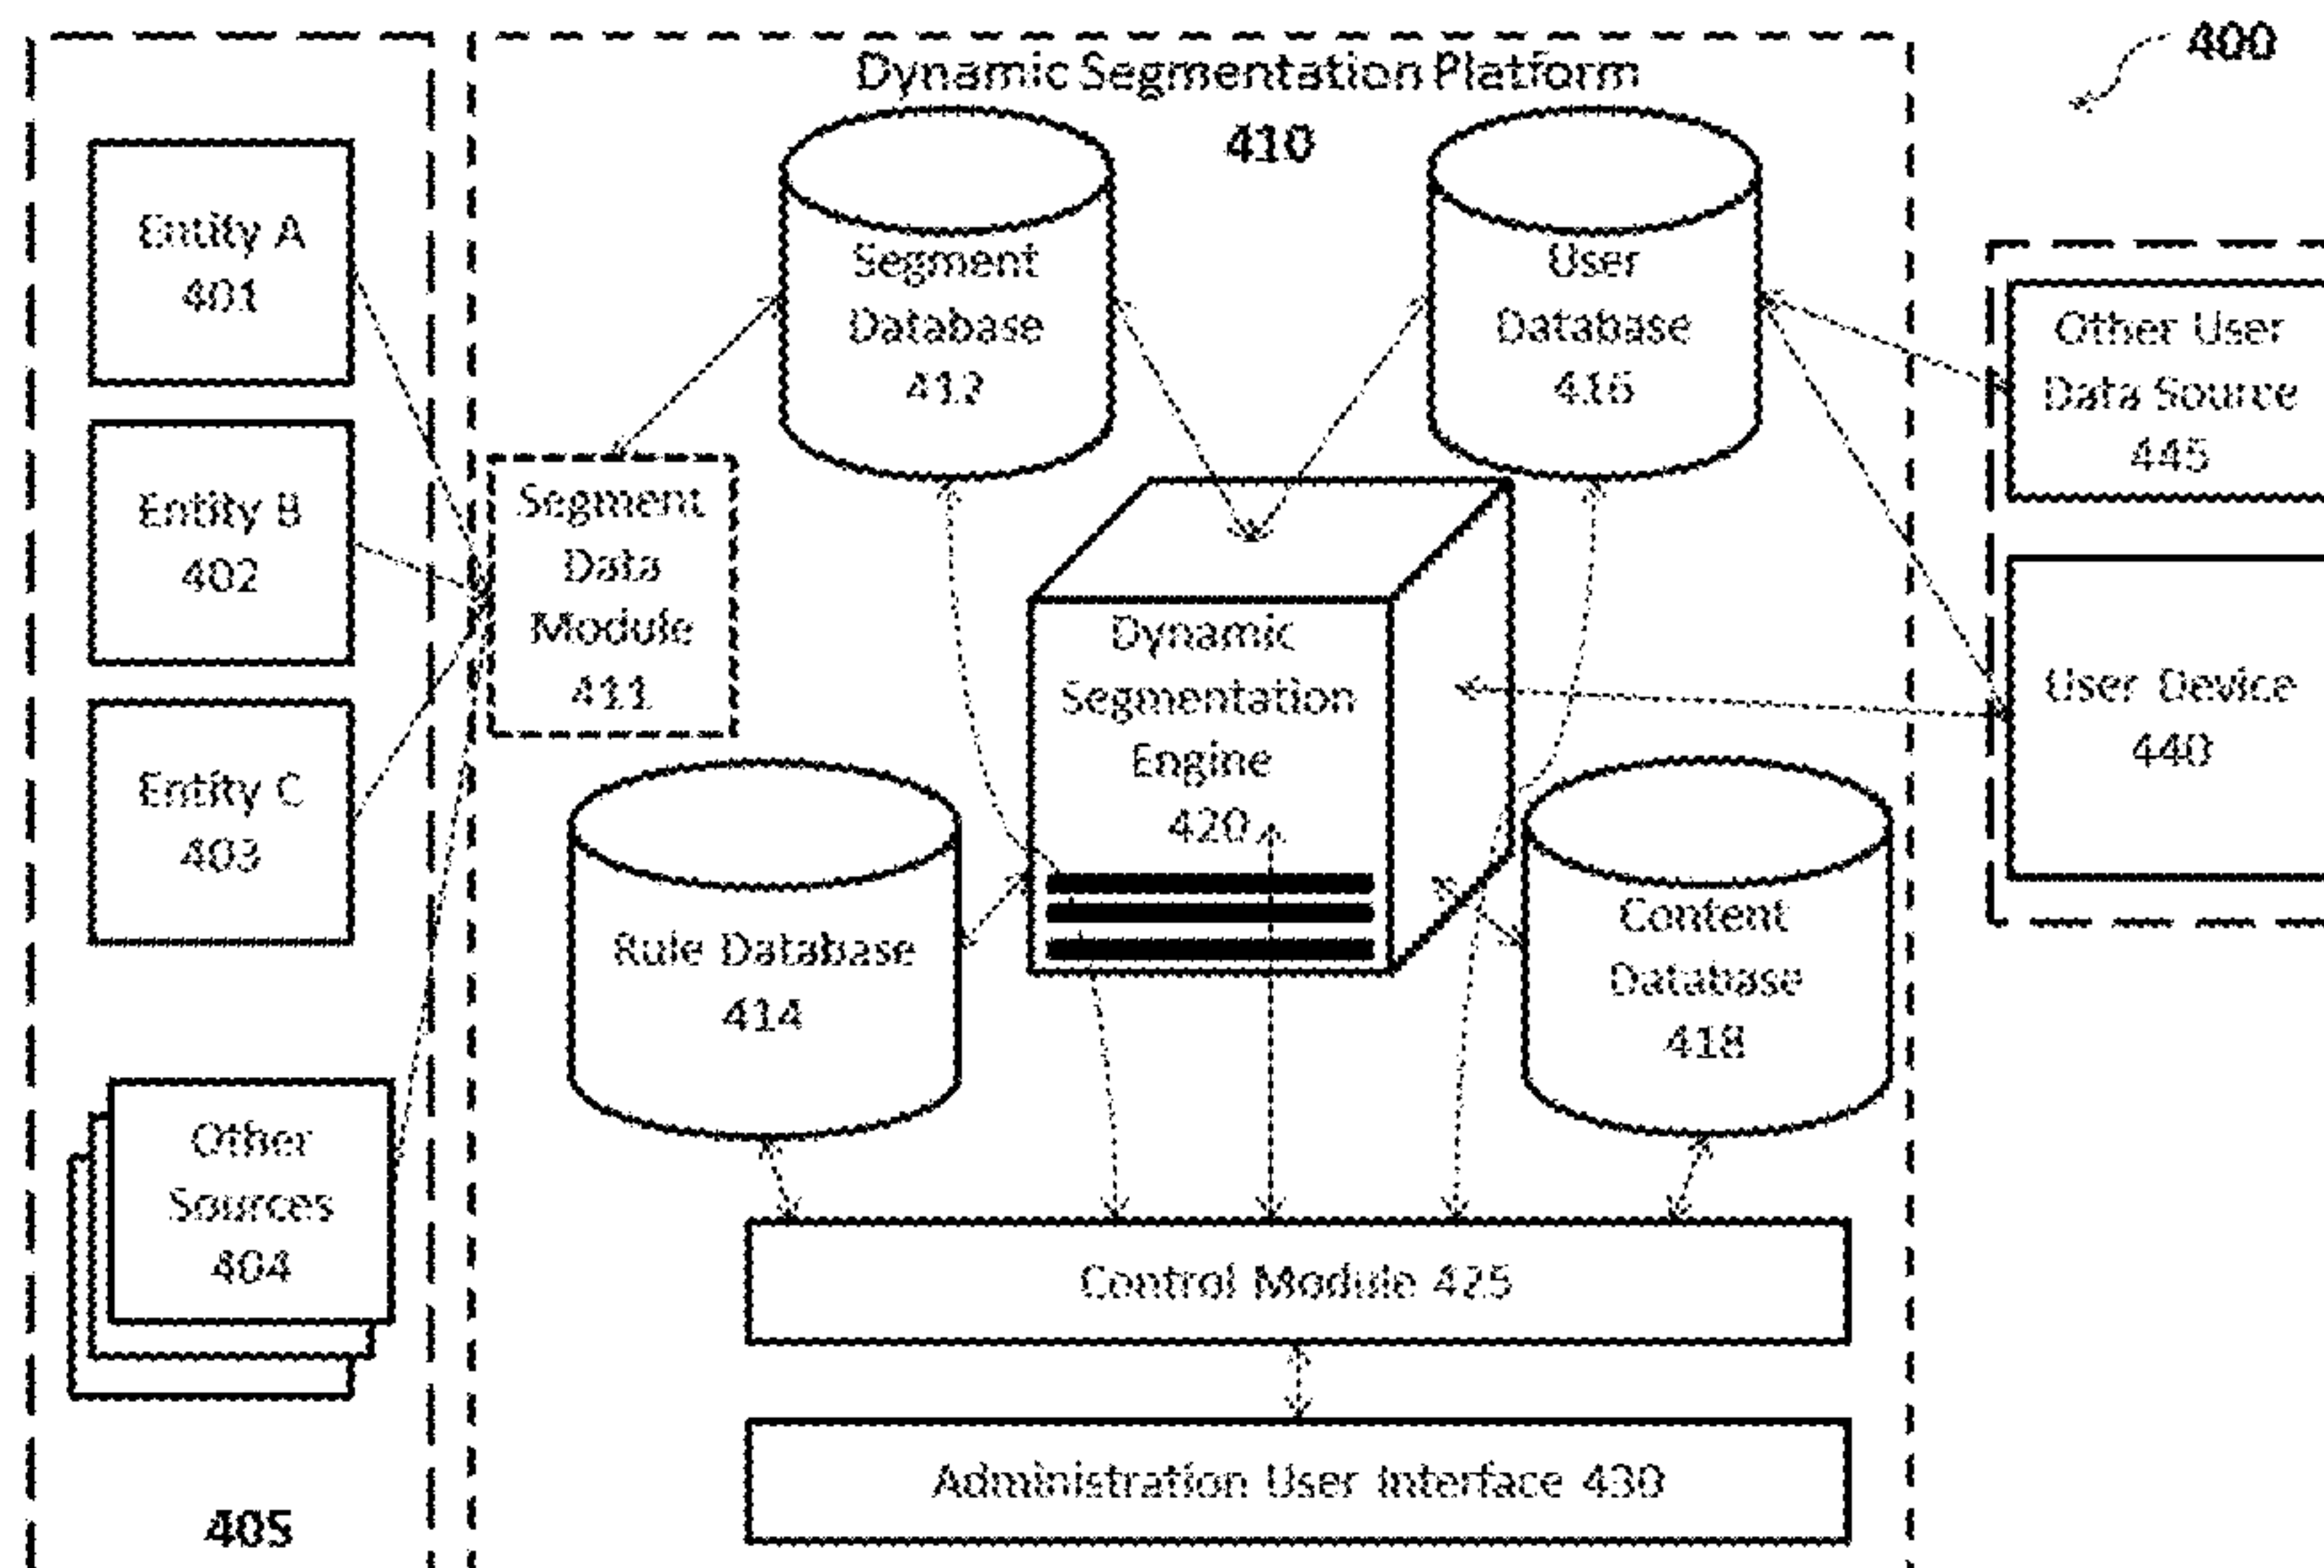 400
Dynamic Segmentation Platform
410
Entity A
401
Entity B
402
Entity C
403
Other
Sources
404
405
Segment
Data
Module
411
Segment
Database
412
User
Database
416
Dynamic
Segmentation
Engine
420
Rule Database
414
Content
Database
418
Control Module 425
Administration User Interface 430
Other User
Data Source
445
User Device
440